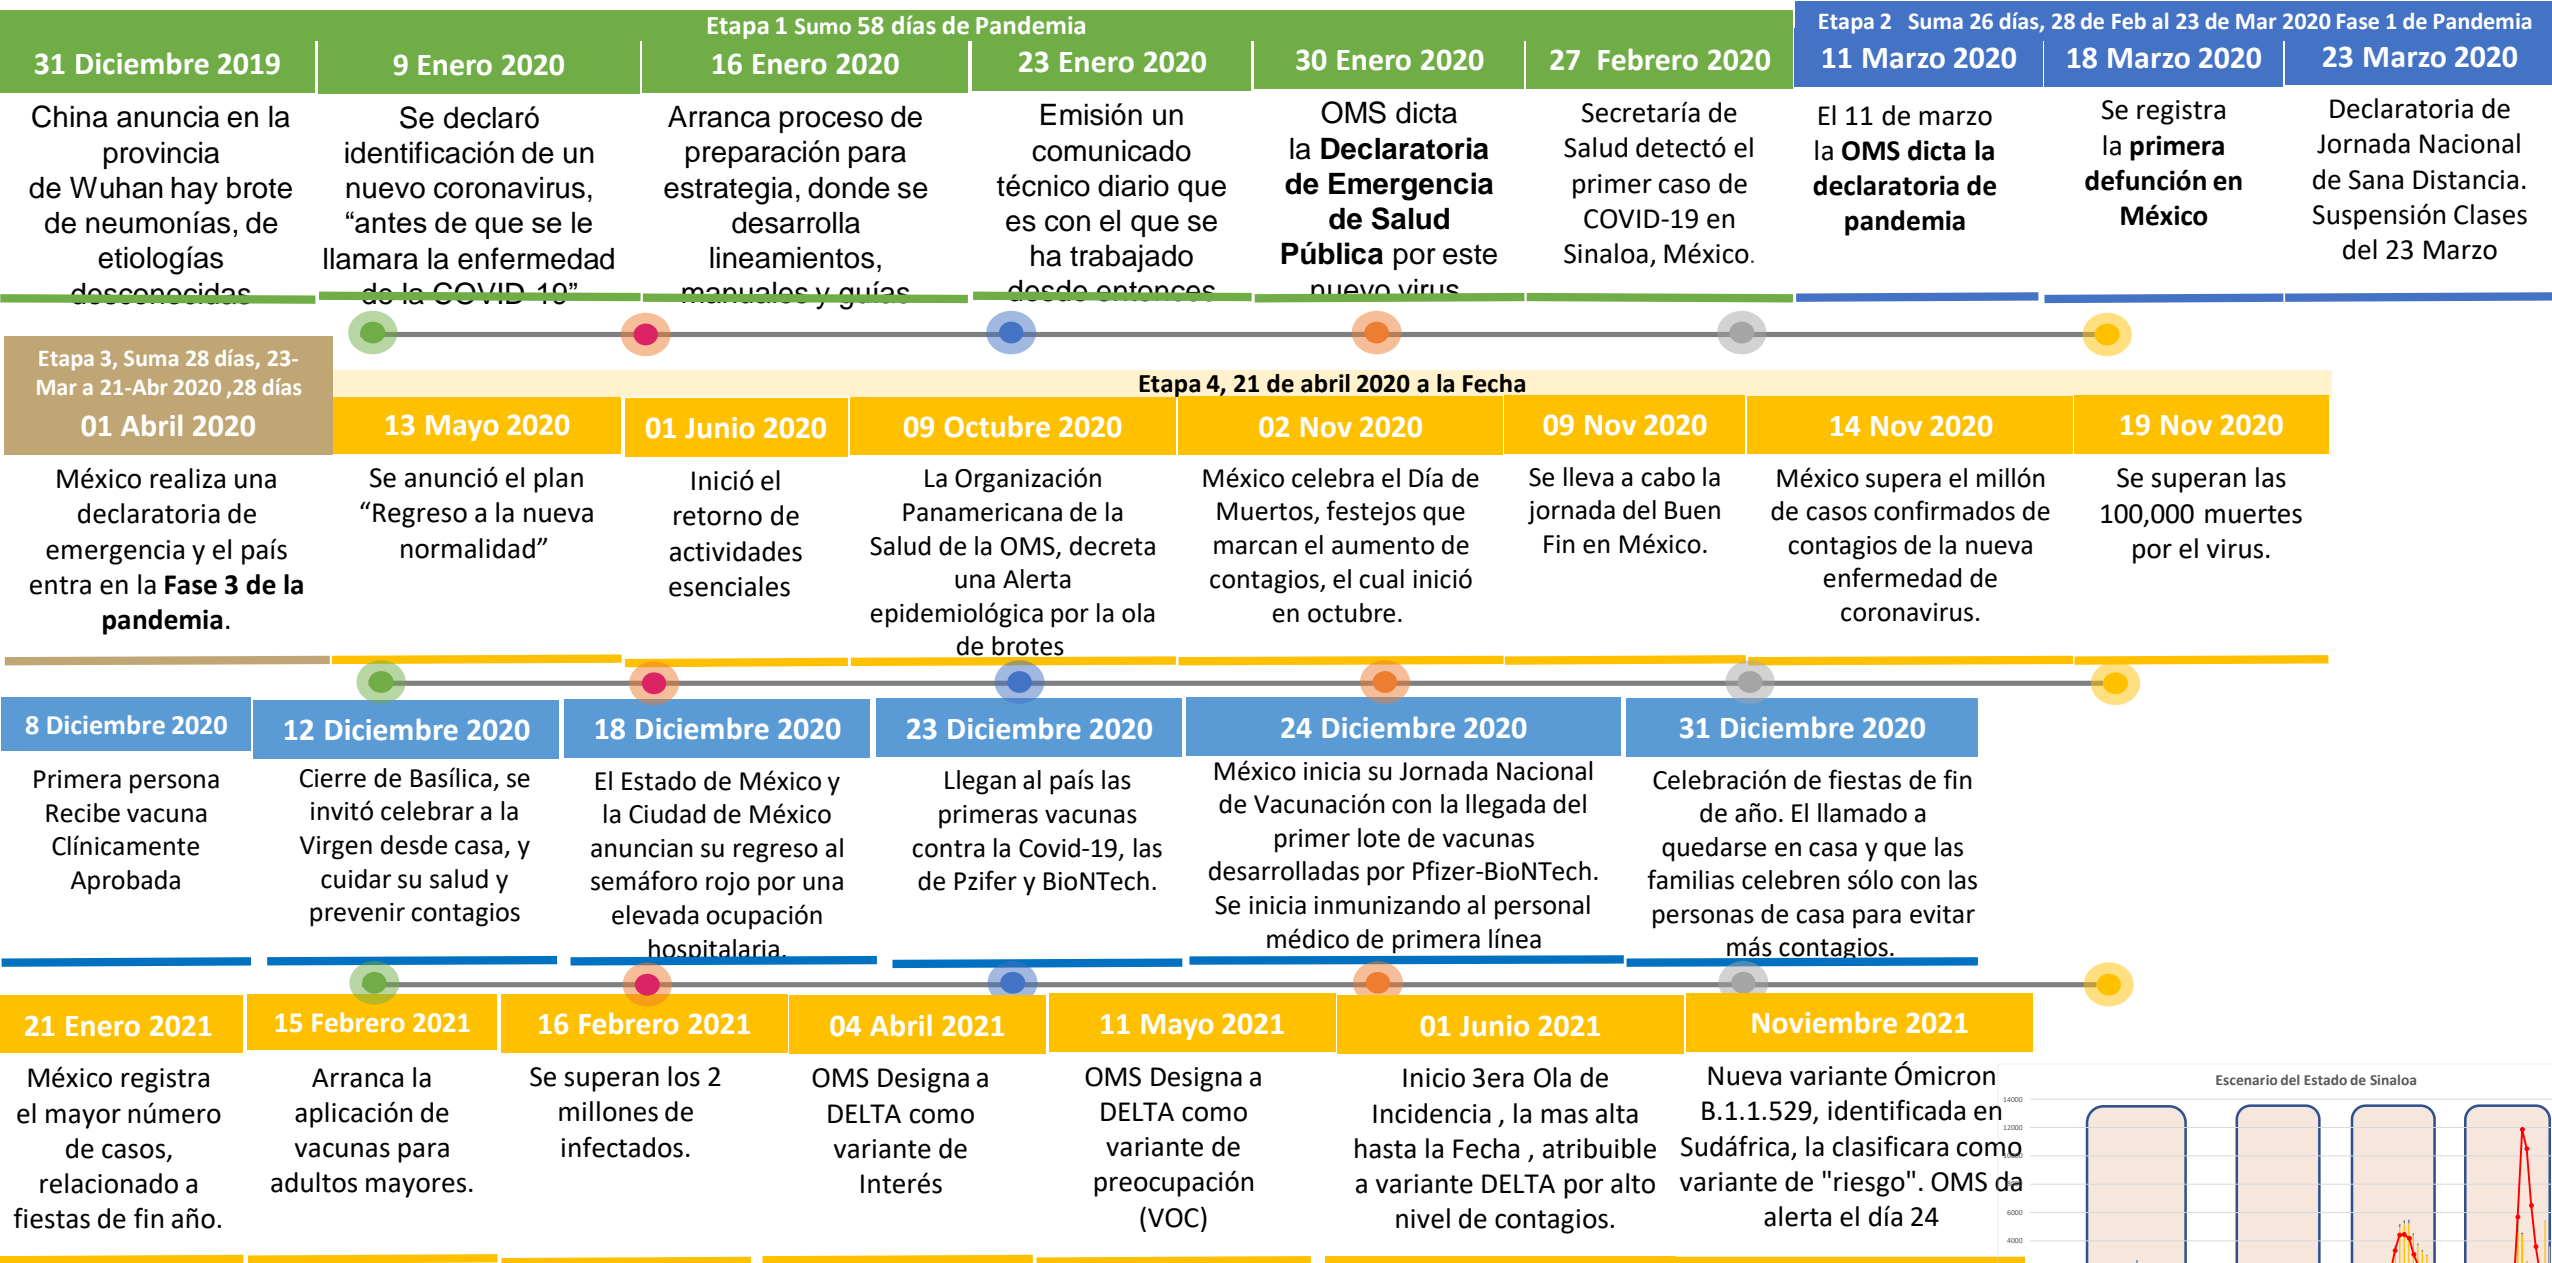 Etapa 1 Sumo 58 días de Pandemia
Etapa 2 Suma 26 días, 28 de Feb al 23 de Mar 2020 Fase 1 de Pandemia
31 Diciembre 2019
China anuncia en la
provincia
de Wuhan hay brote
de neumonías, de
etiologías
desconocidas
9 Enero 2020
Se declaró
identificación de un
nuevo coronavirus,
“antes de que se le
llamara la enfermedad
de la COVID-19”
16 Enero 2020
Arranca proceso de
preparación para
estrategia, donde se
desarrolla
lineamientos,
manuales y guías
23 Enero 2020
Emisión un
comunicado
técnico diario que
es con el que se
ha trabajado
desde entonces
30 Enero 2020
OMS dicta
la Declaratoria
de Emergencia
de Salud
Pública por este
nuevo virus
27 Febrero 2020
Secretaría de
Salud detectó el
primer caso de
COVID-19 en
Sinaloa, México.
11 Marzo 2020
El 11 de marzo
la OMS dicta la
declaratoria de
pandemia
18 Marzo 2020
Se registra
la primera
defunción en
México
23 Marzo 2020
Declaratoria de
Jornada Nacional
de Sana Distancia.
Suspensión Clases
del 23 Marzo
Etapa 3, Suma 28 días, 23-
Mar a 21-Abr 2020 ,28 días
01 Abril 2020
México realiza una
declaratoria de
emergencia y el país
entra en la Fase 3 de la
pandemia.
Etapa 4, 21 de abril 2020 a la Fecha
13 Mayo 2020
Se anunció el plan
“Regreso a la nueva
normalidad”
01 Junio 2020
Inició el
retorno de
actividades
esenciales
09 Octubre 2020
La Organización
Panamericana de la
Salud de la OMS, decreta
una Alerta
epidemiológica por la ola
de brotes
02 Nov 2020
México celebra el Día de
Muertos, festejos que
marcan el aumento de
contagios, el cual inició
en octubre.
09 Nov 2020
Se lleva a cabo la
jornada del Buen
Fin en México.
14 Nov 2020
México supera el millón
de casos confirmados de
contagios de la nueva
enfermedad de
coronavirus.
19 Nov 2020
Se superan las
100,000 muertes
por el virus.
8 Diciembre 2020
Primera persona
Recibe vacuna
Clínicamente
Aprobada
12 Diciembre 2020
Cierre de Basílica, se
invitó celebrar a la
Virgen desde casa, y
cuidar su salud y
prevenir contagios
18 Diciembre 2020
El Estado de México y
la Ciudad de México
anuncian su regreso al
semáforo rojo por una
elevada ocupación
hospitalaria.
23 Diciembre 2020
Llegan al país las
primeras vacunas
contra la Covid-19, las
de Pzifer y BioNTech.
24 Diciembre 2020
México inicia su Jornada Nacional
de Vacunación con la llegada del
primer lote de vacunas
desarrolladas por Pfizer-BioNTech.
Se inicia inmunizando al personal
médico de primera línea
31 Diciembre 2020
Celebración de fiestas de fin
de año. El llamado a
quedarse en casa y que las
familias celebren sólo con las
personas de casa para evitar
más contagios.
21 Enero 2021
México registra
el mayor número
de casos,
relacionado a
fiestas de fin año.
15 Febrero 2021
Arranca la
aplicación de
vacunas para
adultos mayores.
16 Febrero 2021
Se superan los 2
millones de
infectados.
04 Abril 2021
OMS Designa a
DELTA como
variante de
Interés
11 Mayo 2021
OMS Designa a
DELTA como
variante de
preocupación
(VOC)
01 Junio 2021
Inicio 3era Ola de
Incidencia , la mas alta
hasta la Fecha , atribuible
a variante DELTA por alto
nivel de contagios.
Noviembre 2021
Nueva variante Ómicron
B.1.1.529, identificada en
Sudáfrica, la clasificara como
variante de "riesgo". OMS da
alerta el día 24
Escenario del Estado de Sinaloa
14000
12000
10000
6000
4000